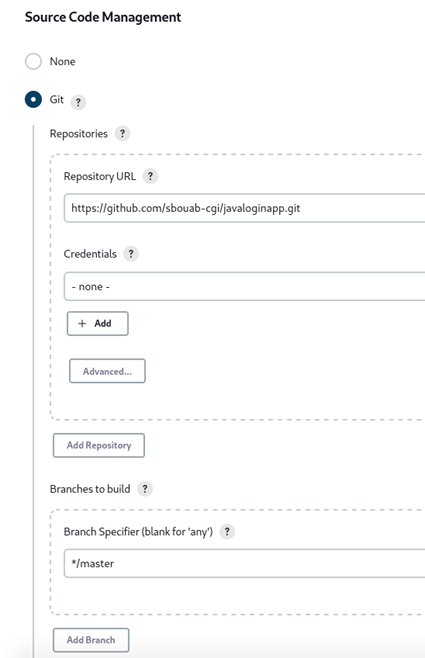 Source Code Management
None
Git ?
Repositories ?
Repository URL ?
https://github.com/sbouab-cgi/javaloginapp.git
Credentials ?
- none -
+ Add
Advanced...
Add Repository
Branches to build ?
Branch Specifier (blank for 'any') ?
*/master
Add Branch